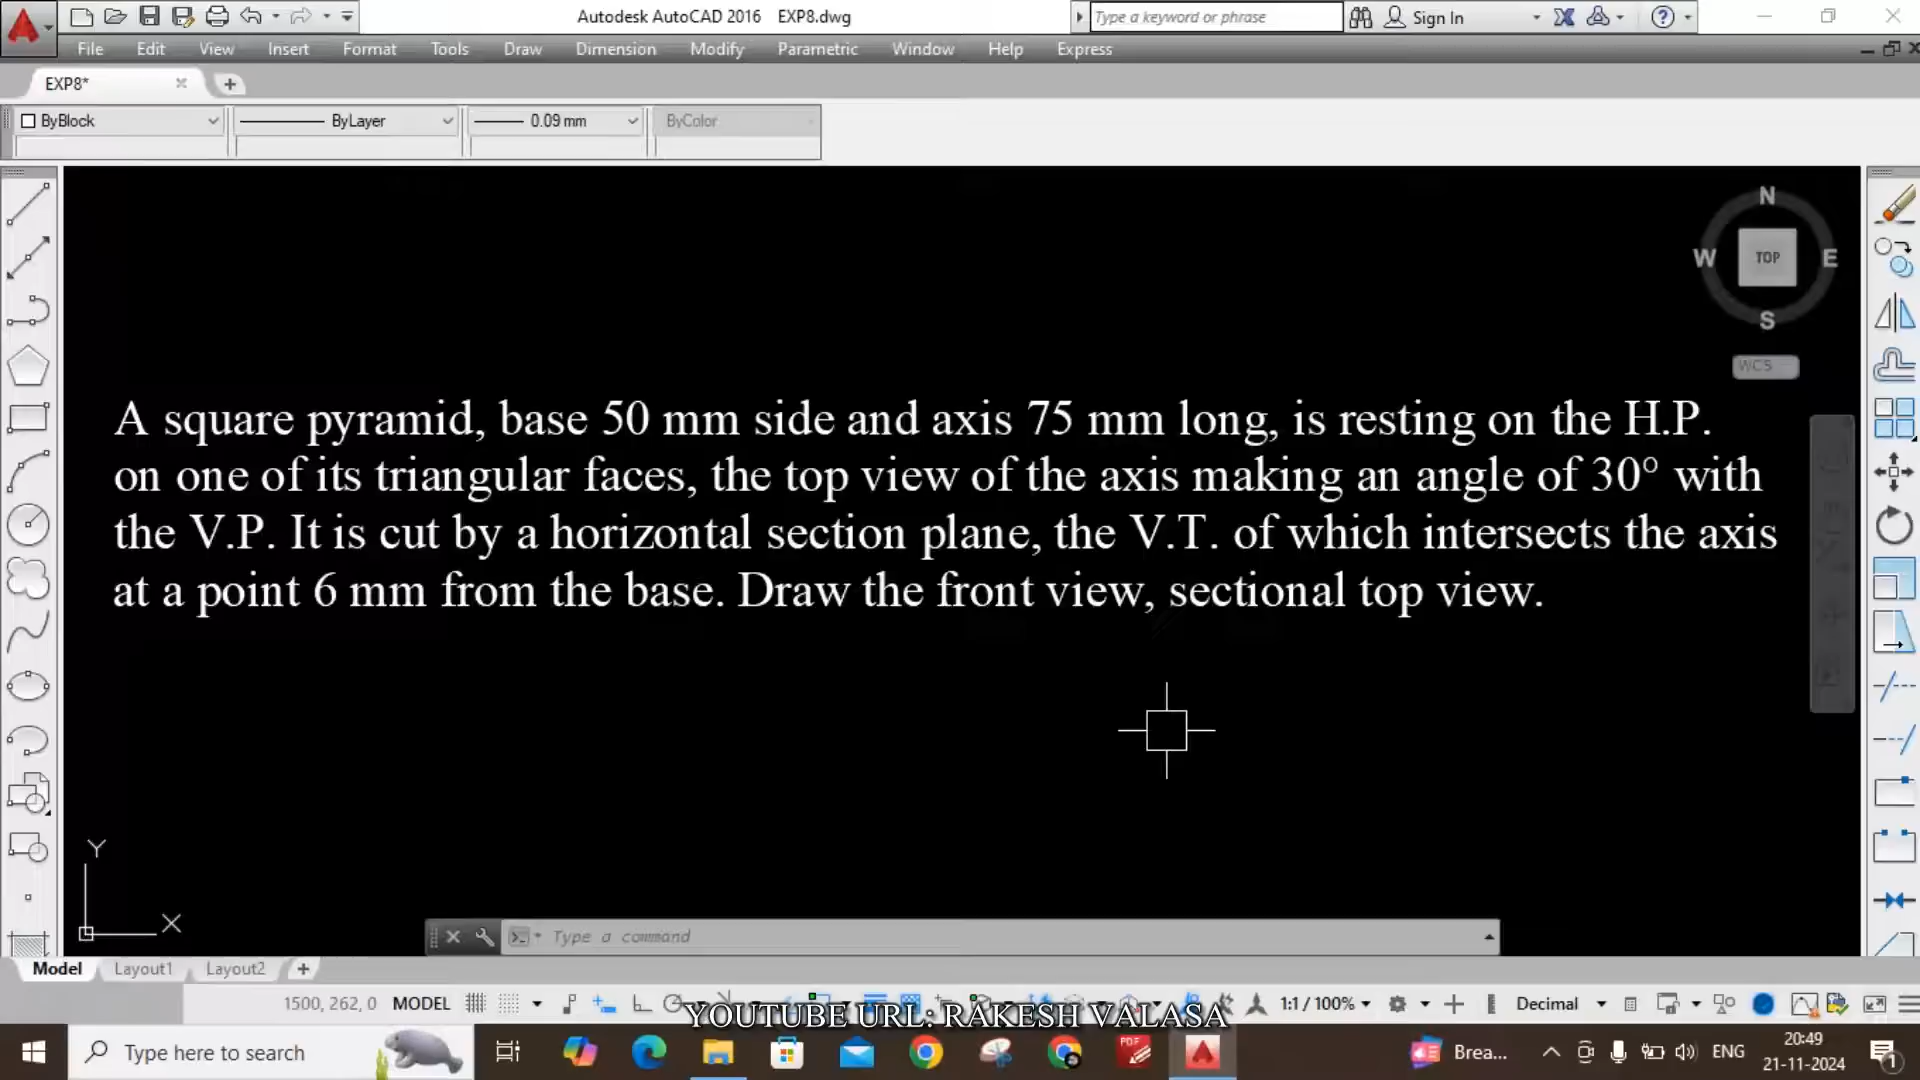 Autodesk AutoCAD 2016 EXP8.dwg
Type a keyword or phrase
Sign In
File Edit View Insert Format Tools Draw Dimension Modify Parametric Window Help Express
EXP8*
ByBlock ByLayer 0.09 mm ByColor
N
W TOP E
S
WCS
A square pyramid, base 50 mm side and axis 75 mm long, is resting on the H.P.
on one of its triangular faces, the top view of the axis making an angle of 30° with
the V.P. It is cut by a horizontal section plane, the V.T. of which intersects the axis
at a point 6 mm from the base. Draw the front view, sectional top view.
Y
X
Type a command
Model Layout1 Layout2
1500, 262, 0 MODEL 1:1 / 100% Decimal
YOUTUBE URL: RAKESH VALASA
Type here to search
Brea...
ENG
20:49
21-11-2024
1
PDF